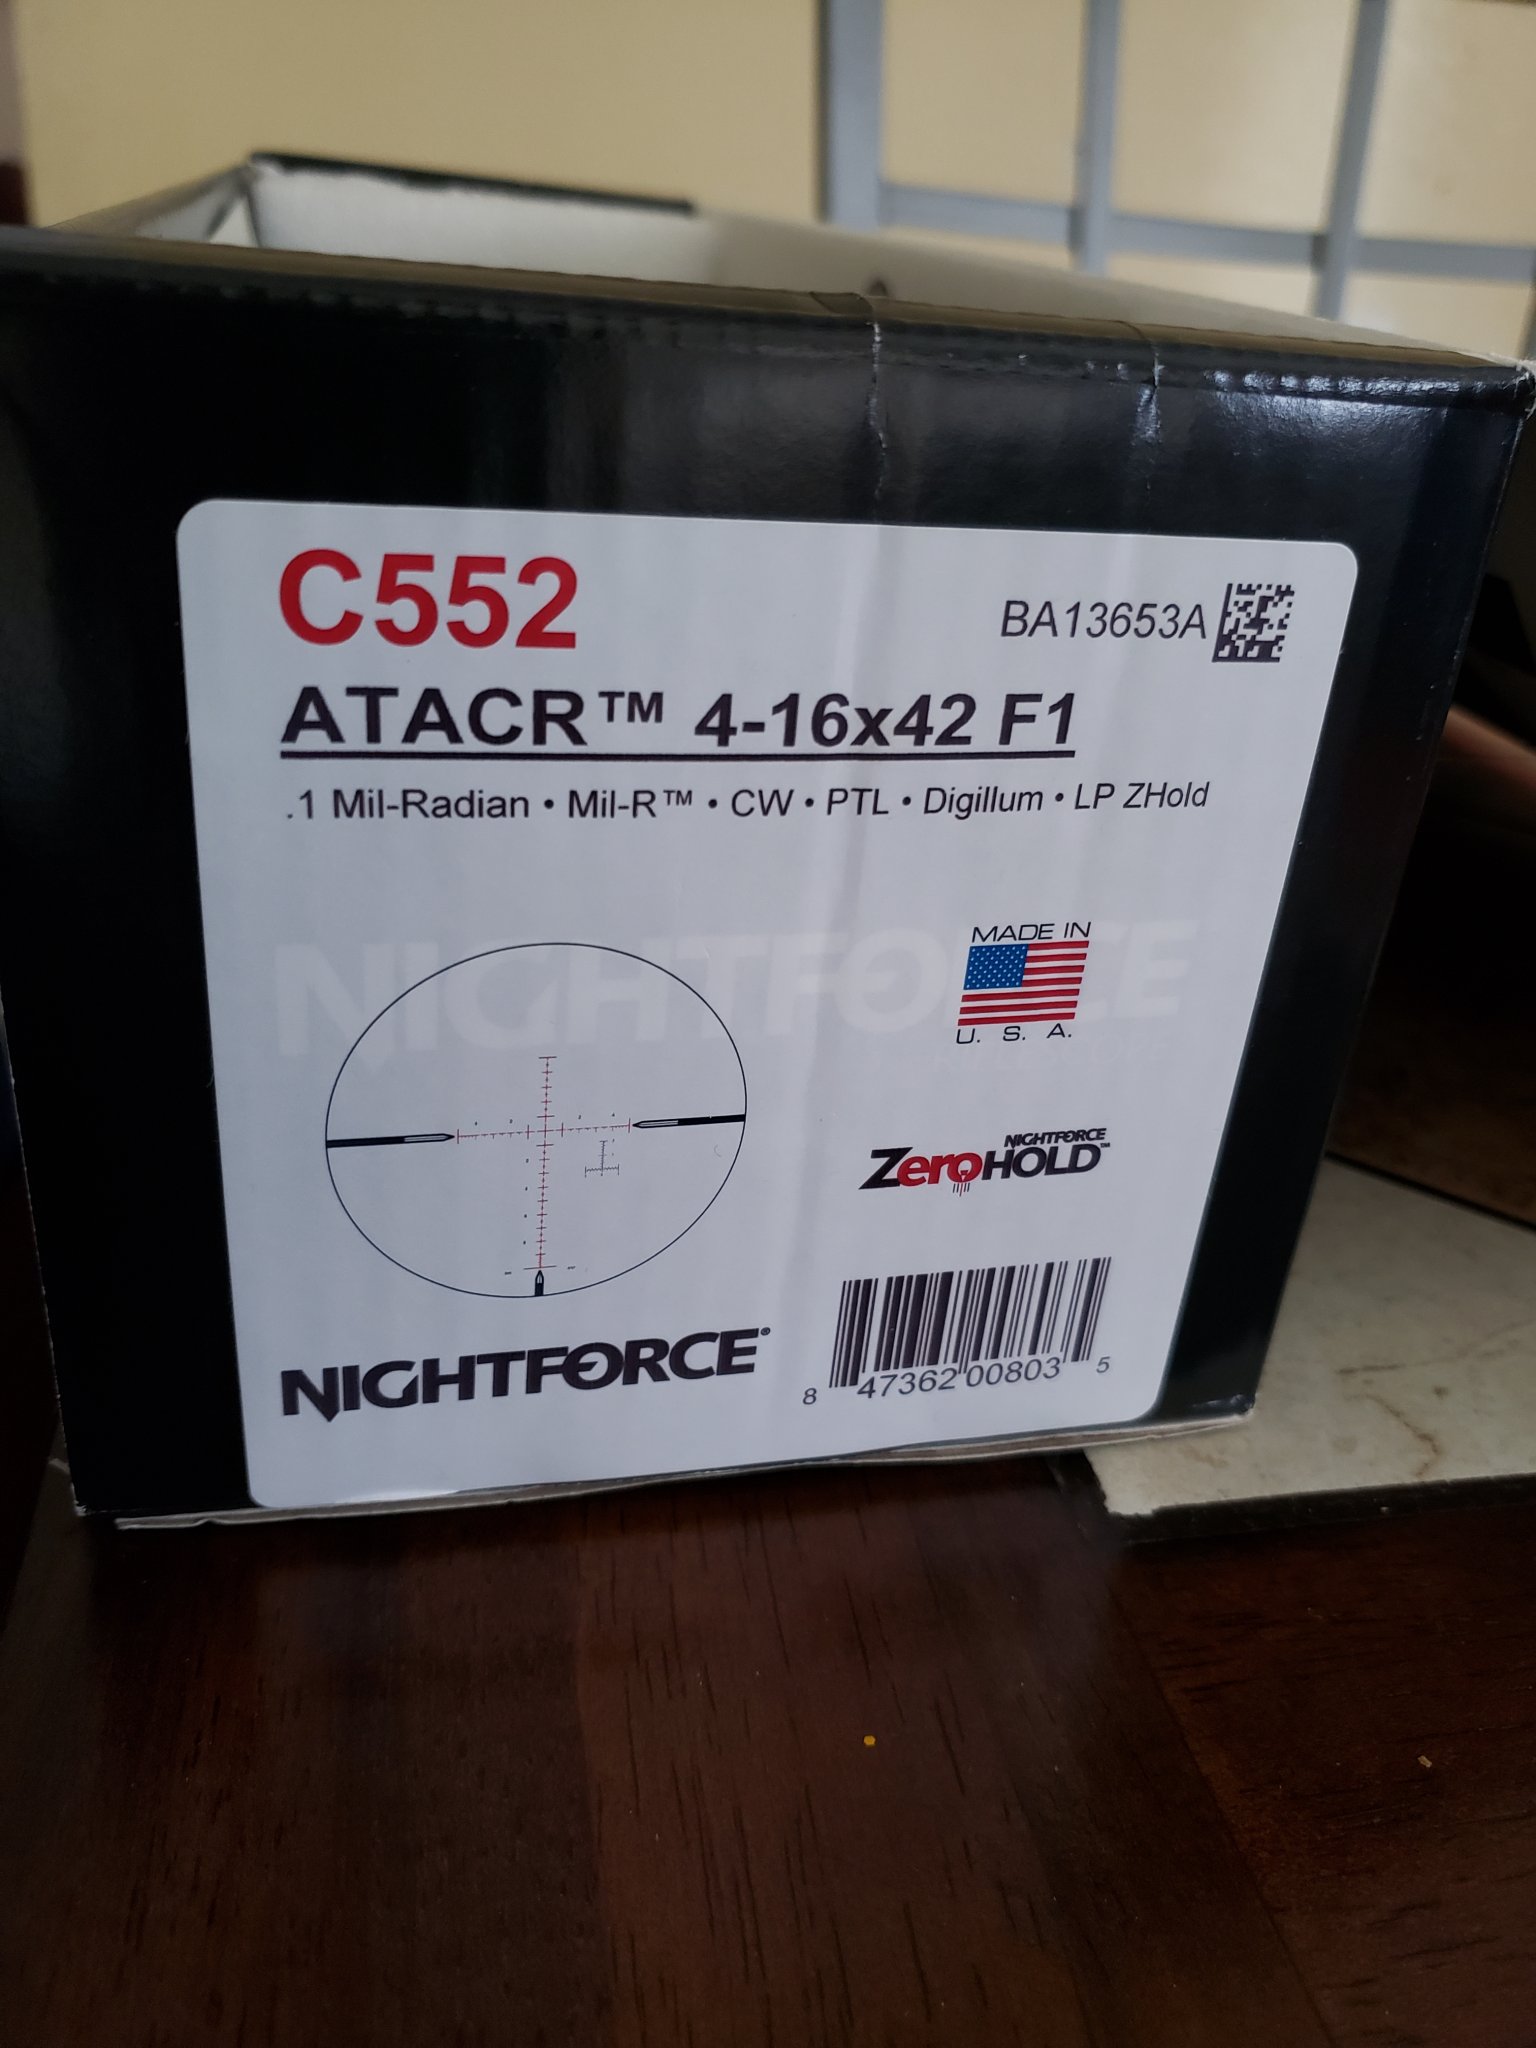 C552
BA13653A
ATACR™ 4-16x42 F1
.1 Mil-Radian • Mil-R™ • CW • PTL • Digillum • LP ZHold
NIGHTFORCE
MADE IN
U. S. A.
NIGHTFORCE
ZeroHOLD™
NIGHTFORCE®
8 47362 00803 5